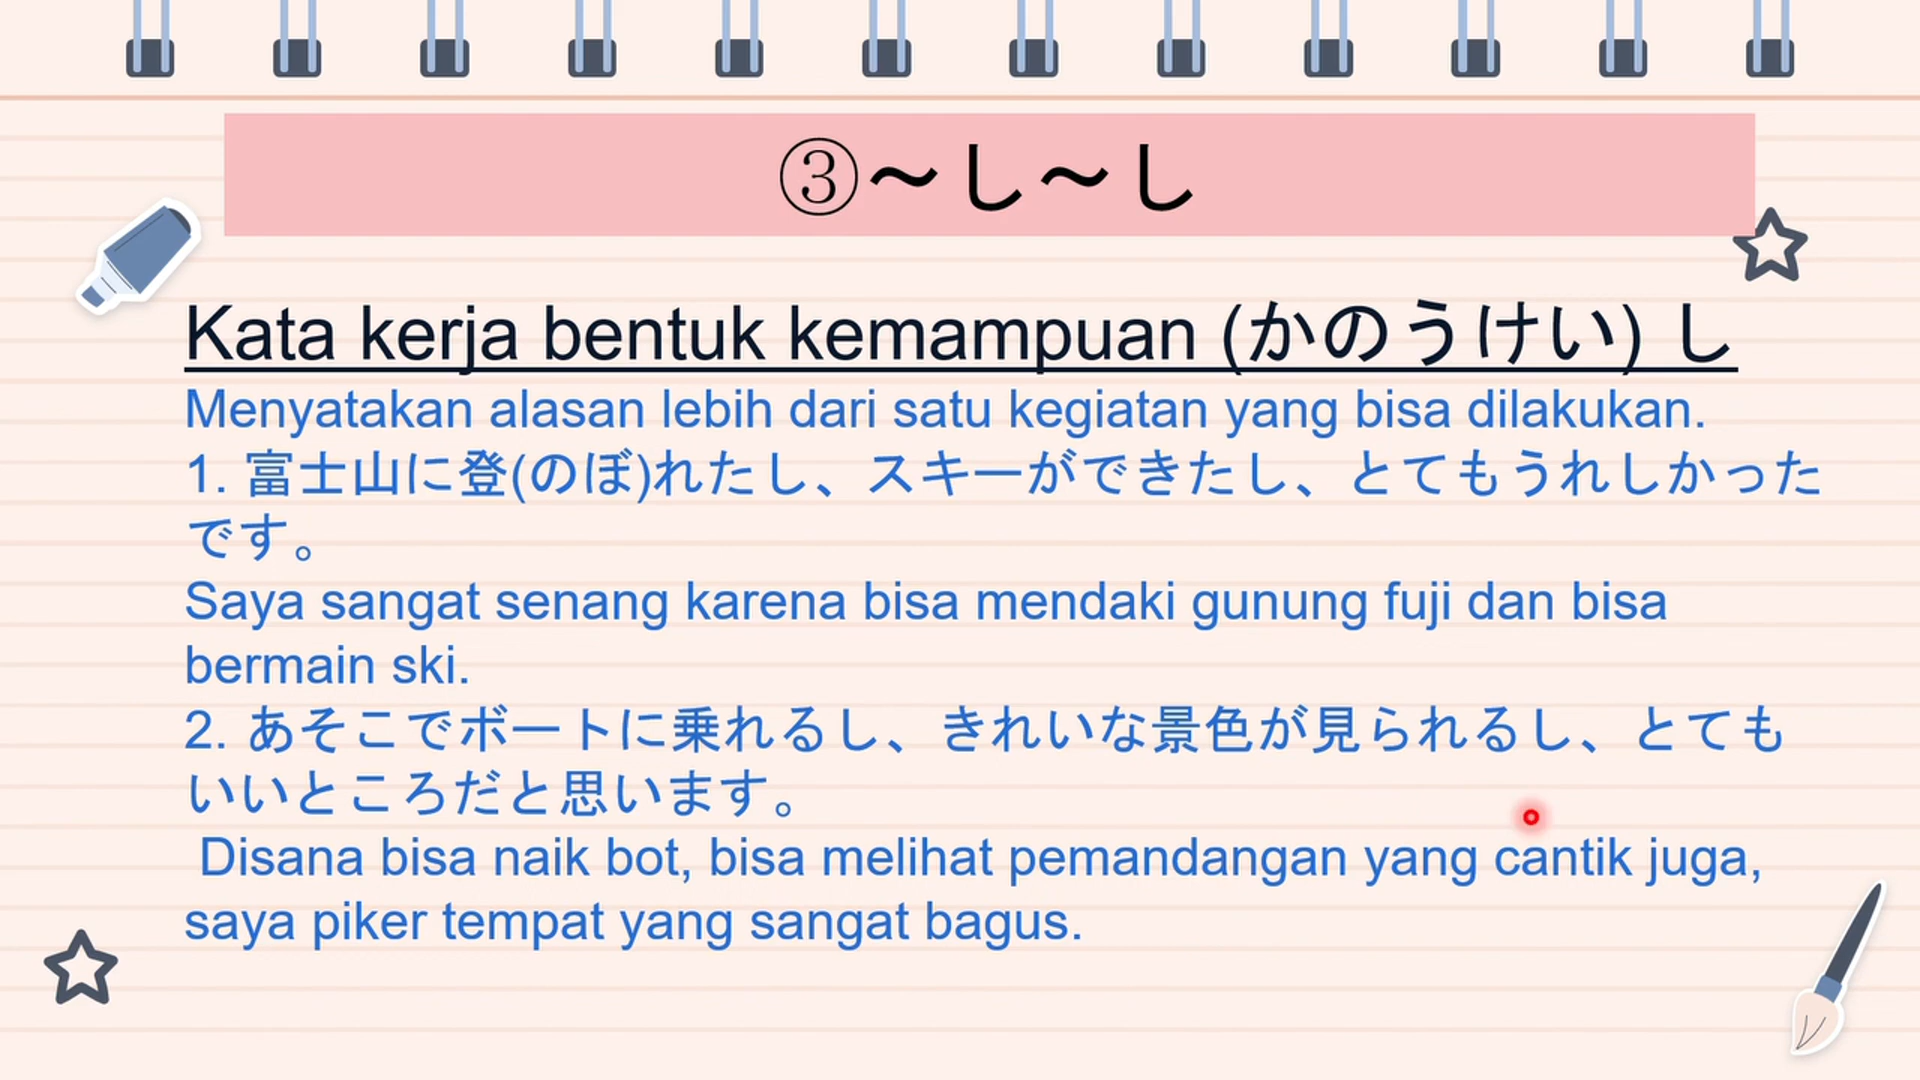 ③～し～し
Kata kerja bentuk kemampuan (かのうけい) し
Menyatakan alasan lebih dari satu kegiatan yang bisa dilakukan.
1. 富士山に登(のぼ)れたし、スキーができたし、とてもうれしかった
です。
Saya sangat senang karena bisa mendaki gunung fuji dan bisa
bermain ski.
2. あそこでボートに乗れるし、きれいな景色が見られるし、とても
いいところだと思います。
Disana bisa naik bot, bisa melihat pemandangan yang cantik juga,
saya piker tempat yang sangat bagus.